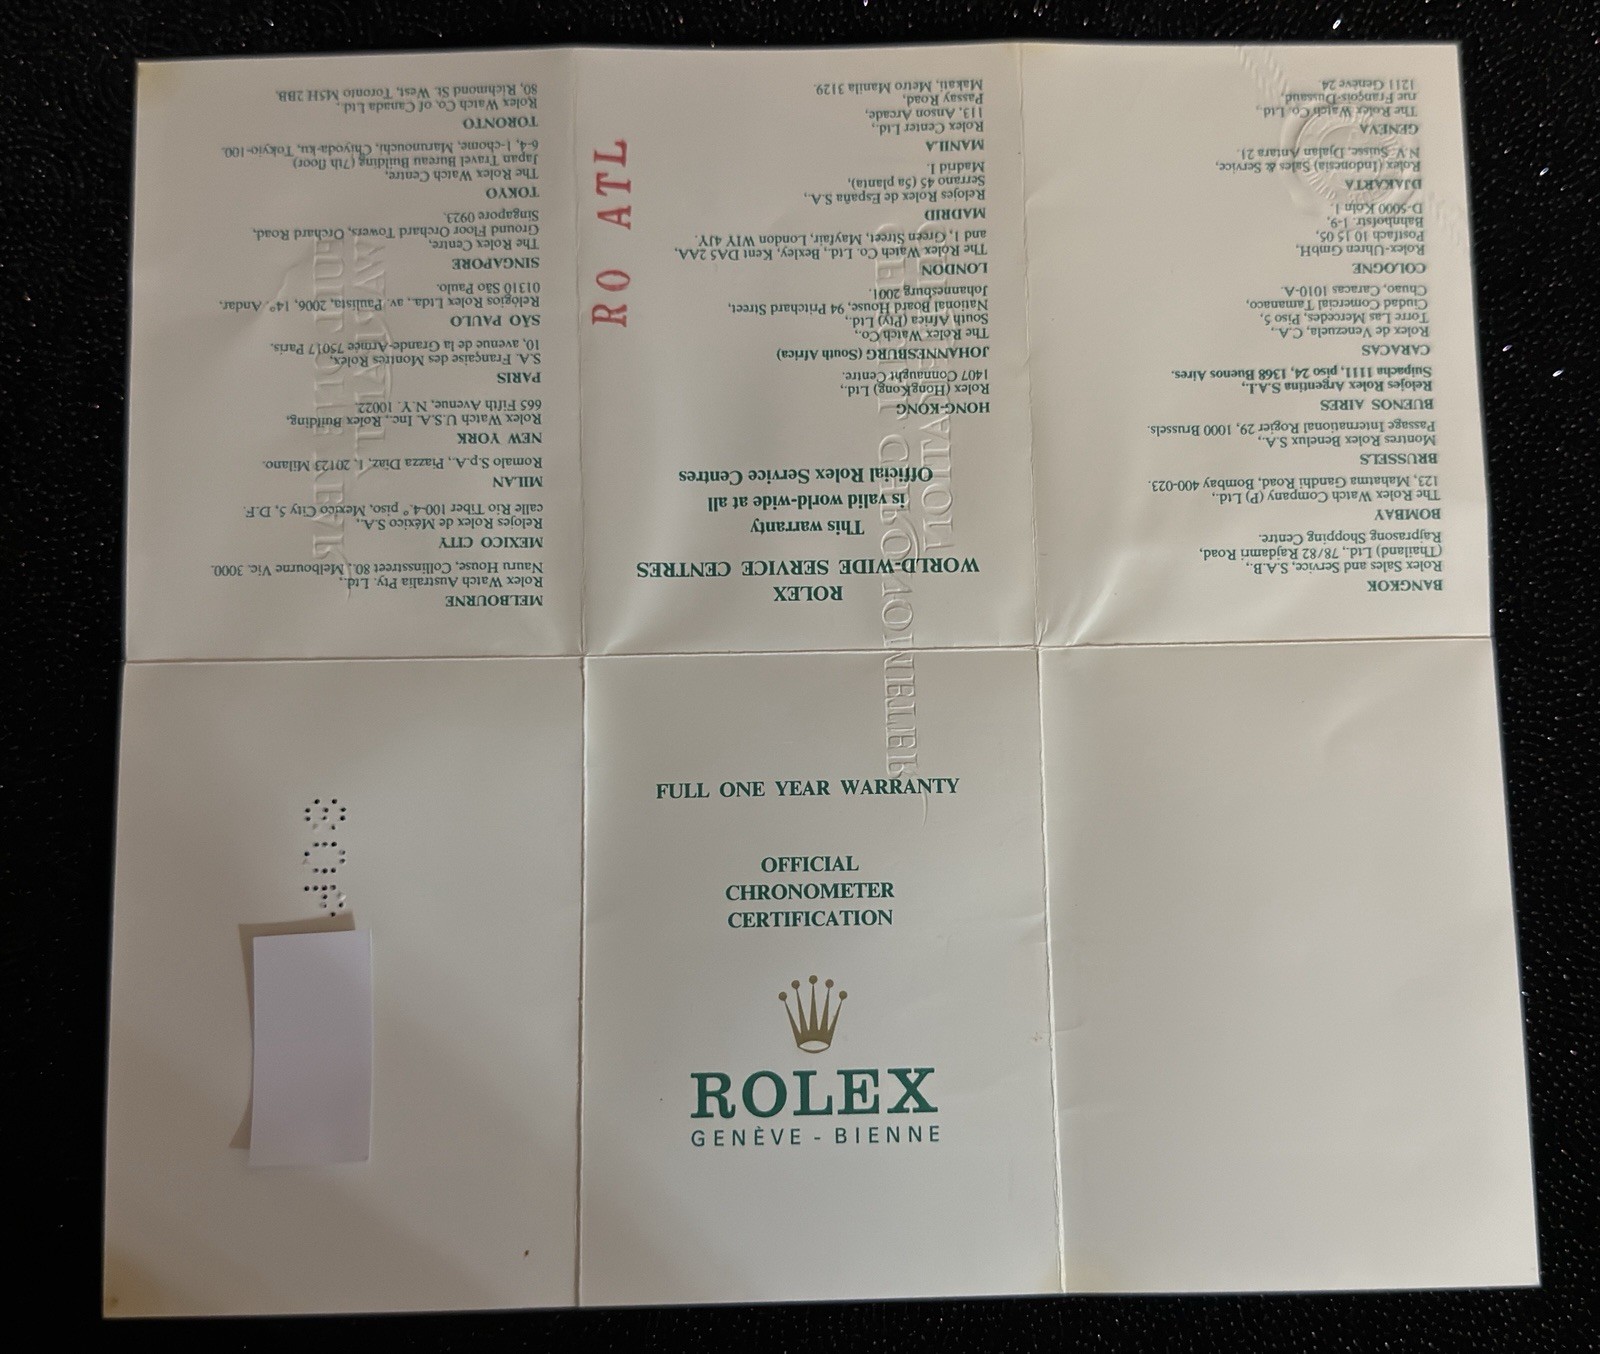 FULL ONE YEAR WARRANTY
OFFICIAL
CHRONOMETER
CERTIFICATION
ROLEX
GENÈVE - BIENNE
RO ATL
ROLEX
WORLD-WIDE SERVICE CENTRES
This warranty
is valid world-wide at all
Official Rolex Service Centres
BANGKOK
Rolex Sales and Service, S.A.B.,
(Thailand) Ltd., 78/82 Rajdamri Road,
Rajprasong Shopping Centre.
BOMBAY
The Rolex Watch Company (P) Ltd.,
123, Mahatma Gandhi Road, Bombay 400-023.
BRUSSELS
Montres Rolex Benelux S.A.,
Passage International Rogier 29, 1000 Brussels.
BUENOS AIRES
Relojes Rolex Argentina S.A.I.,
Suipacha 1111, piso 24, 1368 Buenos Aires.
CARACAS
Rolex de Venezuela, C.A.,
Torre Las Mercedes, Piso 5,
Ciudad Comercial Tamanaco,
Chuao, Caracas 1010-A.
COLOGNE
Rolex-Uhren GmbH,
Postfach 10 15 05,
Bahnhofstr. 1-9,
D-5000 Köln 1.
DJAKARTA
Rolex (Indonesia) Sales & Service,
N.V. Suisse, Djalan Antara 21.
GENEVA
The Rolex Watch Co. Ltd.,
rue François-Dussaud,
1211 Genève 24.
HONG-KONG
Rolex (HongKong) Ltd.,
1407 Connaught Centre.
JOHANNESBURG (South Africa)
The Rolex Watch Co.,
South Africa (Pty) Ltd.,
National Board House, 94 Pritchard Street,
Johannesburg 2001.
LONDON
The Rolex Watch Co. Ltd., Bexley, Kent DA5 2AA,
and 1, Green Street, Mayfair, London W1Y 4JY.
MADRID
Relojes Rolex de España S.A.,
Serrano 45 (5a planta),
Madrid 1.
MANILA
Rolex Center Ltd.,
113, Anson Arcade,
Passay Road,
Makati, Metro Manila 3129.
MELBOURNE
Rolex Watch Australia Pty. Ltd.,
Nauru House, Collinsstreet 80, Melbourne Vic. 3000.
MEXICO CITY
Relojes Rolex de México S.A.,
calle Rio Tiber 100-4.° piso, Mexico City 5, D.F.
MILAN
Romalo S.p.A., Piazza Diaz, 1, 20123 Milano.
NEW YORK
Rolex Watch U.S.A. Inc., Rolex Building,
665 Fifth Avenue, N.Y. 10022.
PARIS
S.A. Française des Montres Rolex,
10, avenue de la Grande-Armée 75017 Paris.
SÃO PAULO
Relógios Rolex Ltda., av. Paulista, 2006, 14°. Andar,
01310 São Paulo.
SINGAPORE
The Rolex Centre,
Ground Floor Orchard Towers, Orchard Road,
Singapore 0923.
TOKYO
The Rolex Watch Centre,
Japan Travel Bureau Building (7th floor)
6-4, 1-chome, Marunouchi, Chiyoda-ku, Tokyio-100.
TORONTO
Rolex Watch Co. of Canada Ltd.,
80, Richmond St. West, Toronto M5H 2BB.